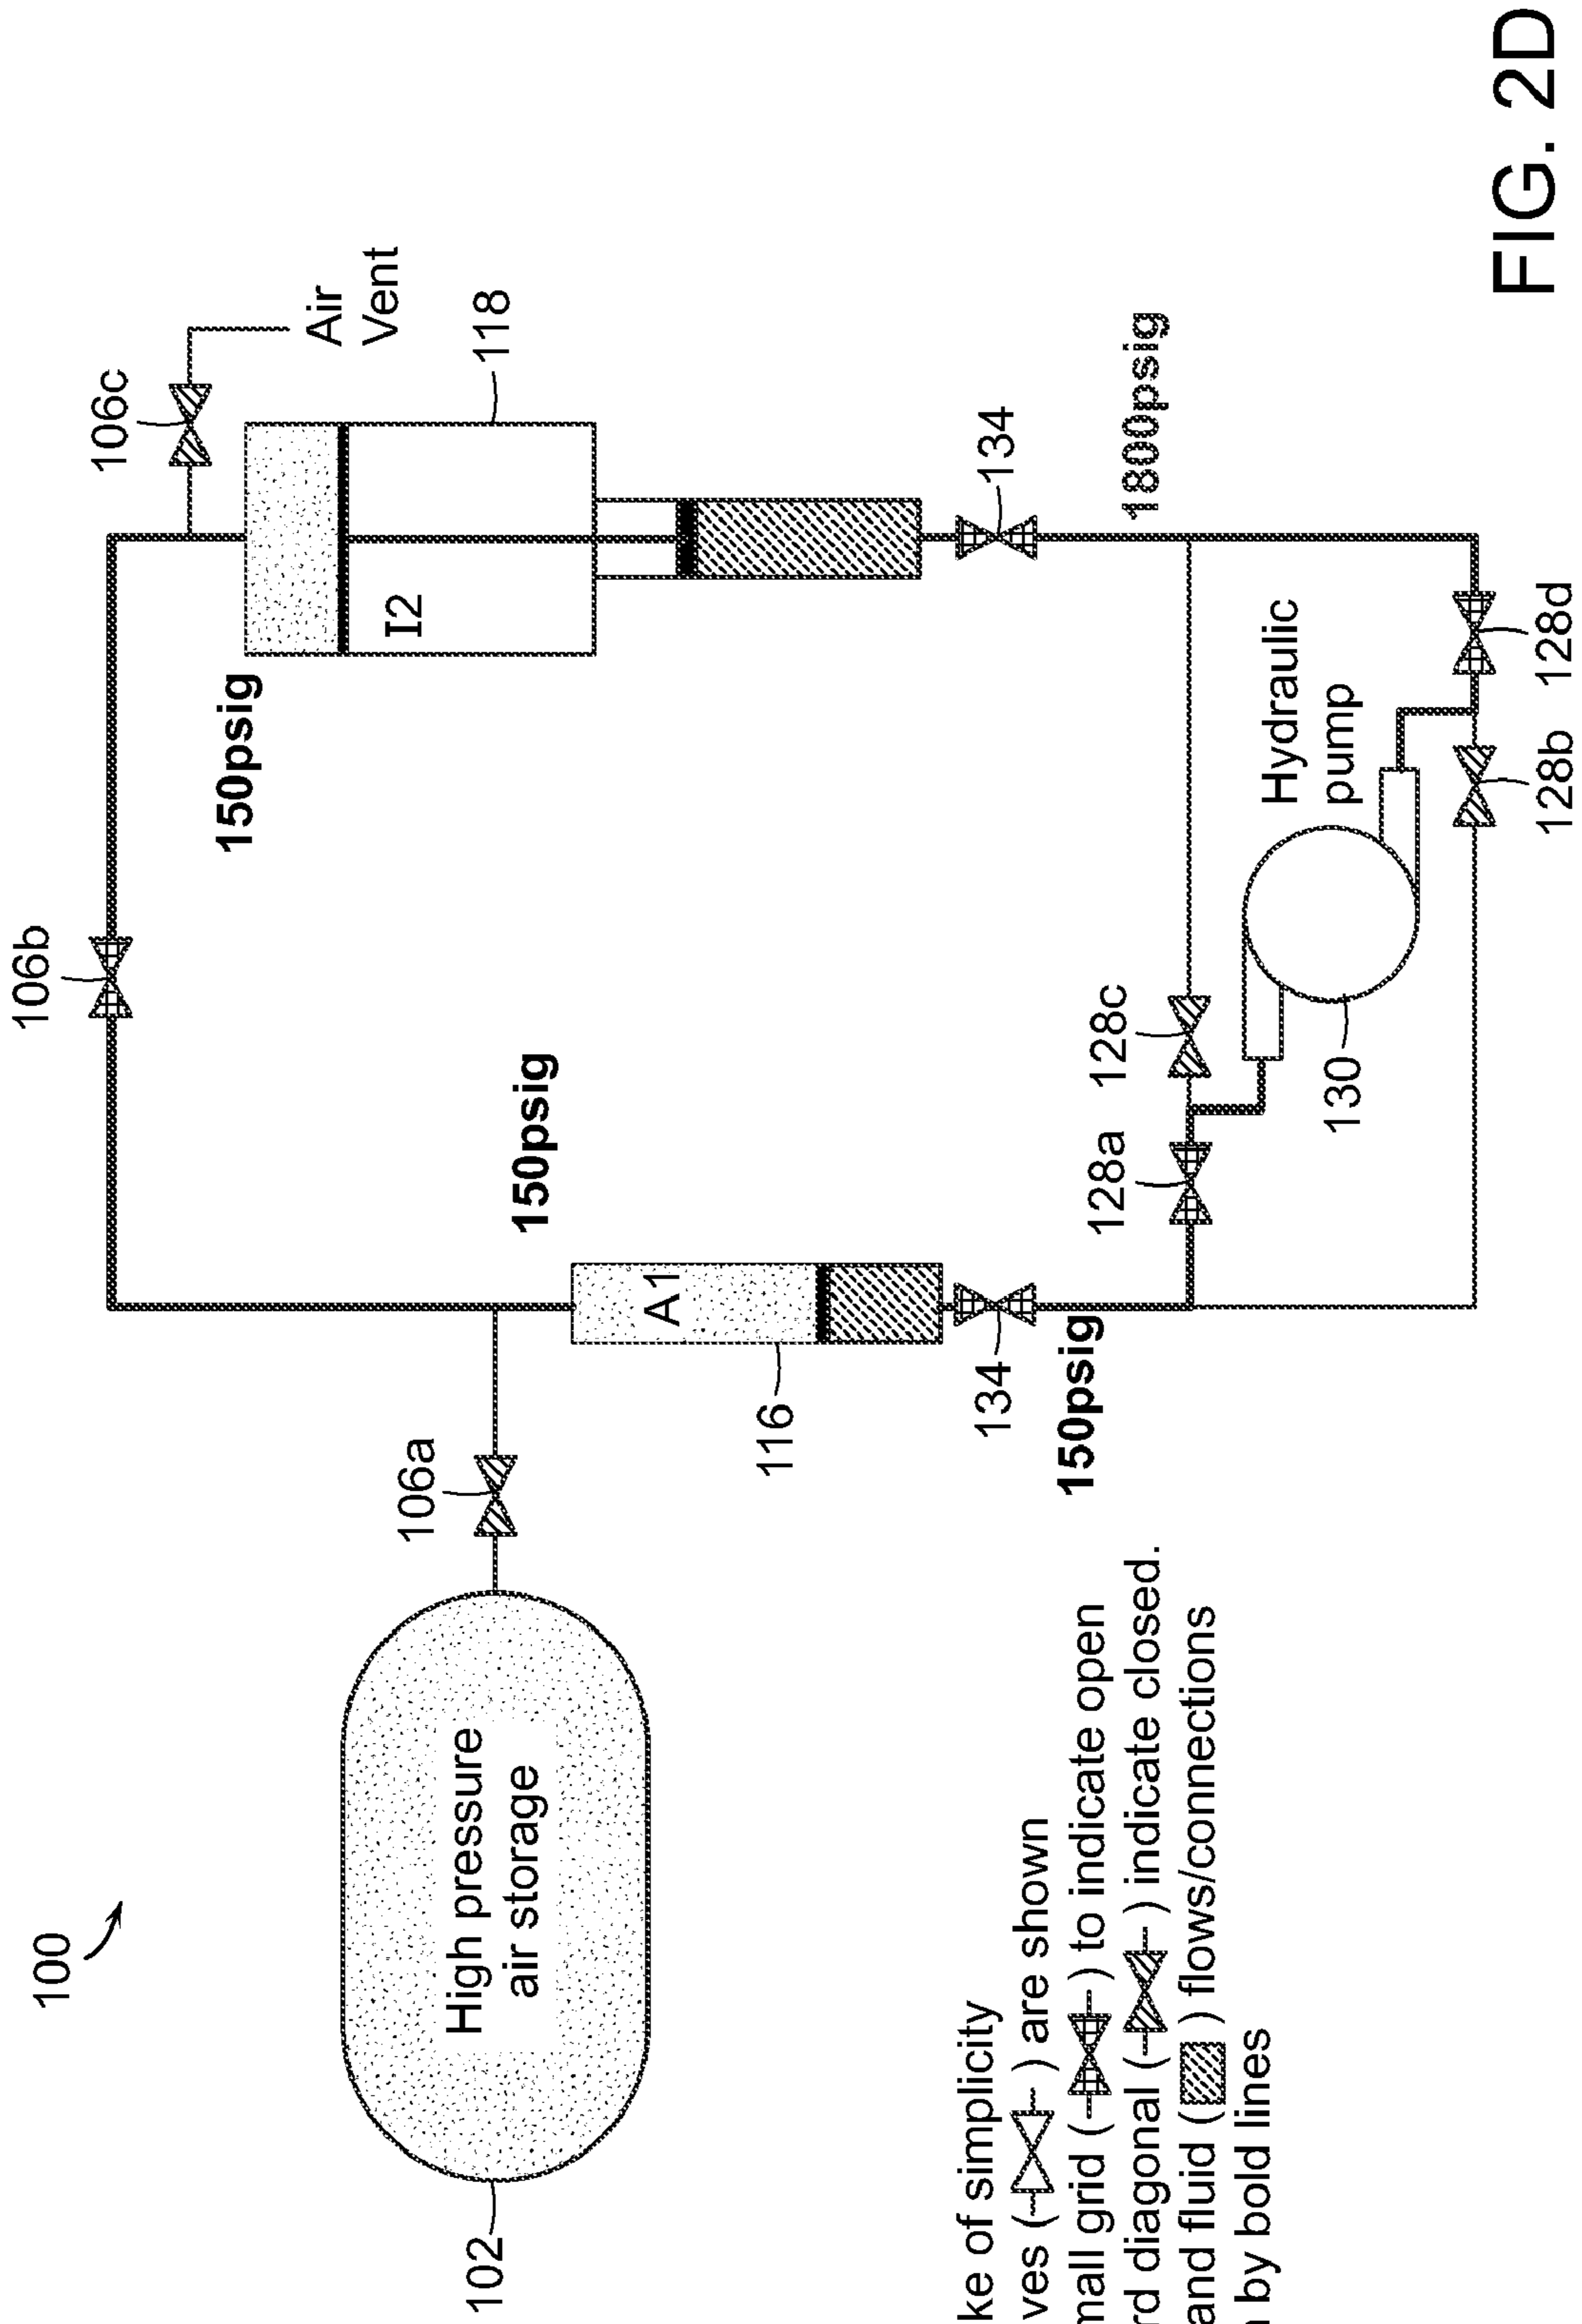 100
102
High pressure
air storage
106a
106b
106c
Air
Vent
118
I2
150psig
150psig
A1
116
134
134
150psig
1800psig
128a
128c
Hydraulic
pump
130
128b
128d
ke of simplicity
ves ( ) are shown
mall grid ( ) to indicate open
rd diagonal ( ) indicate closed.
and fluid ( ) flows/connections
by bold lines
FIG. 2D